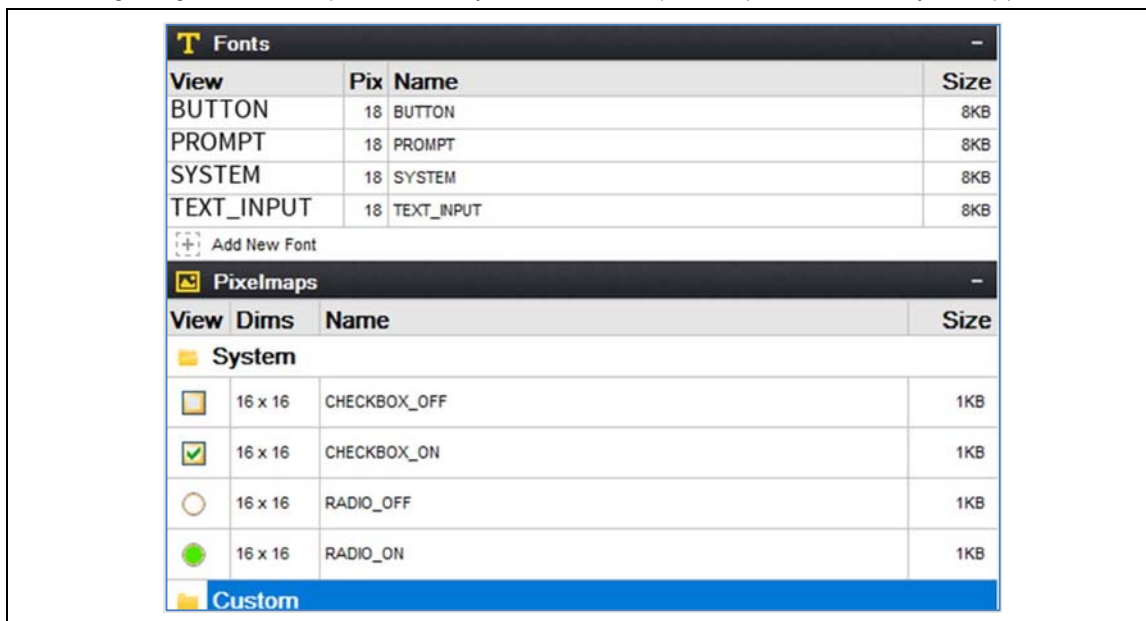 Fonts
View Pix Name Size
BUTTON 18 BUTTON 8KB
PROMPT 18 PROMPT 8KB
SYSTEM 18 SYSTEM 8KB
TEXT_INPUT 18 TEXT_INPUT 8KB
Add New Font
Pixelmaps
View Dims Name Size
System
16 x 16 CHECKBOX_OFF 1KB
16 x 16 CHECKBOX_ON 1KB
16 x 16 RADIO_OFF 1KB
16 x 16 RADIO_ON 1KB
Custom